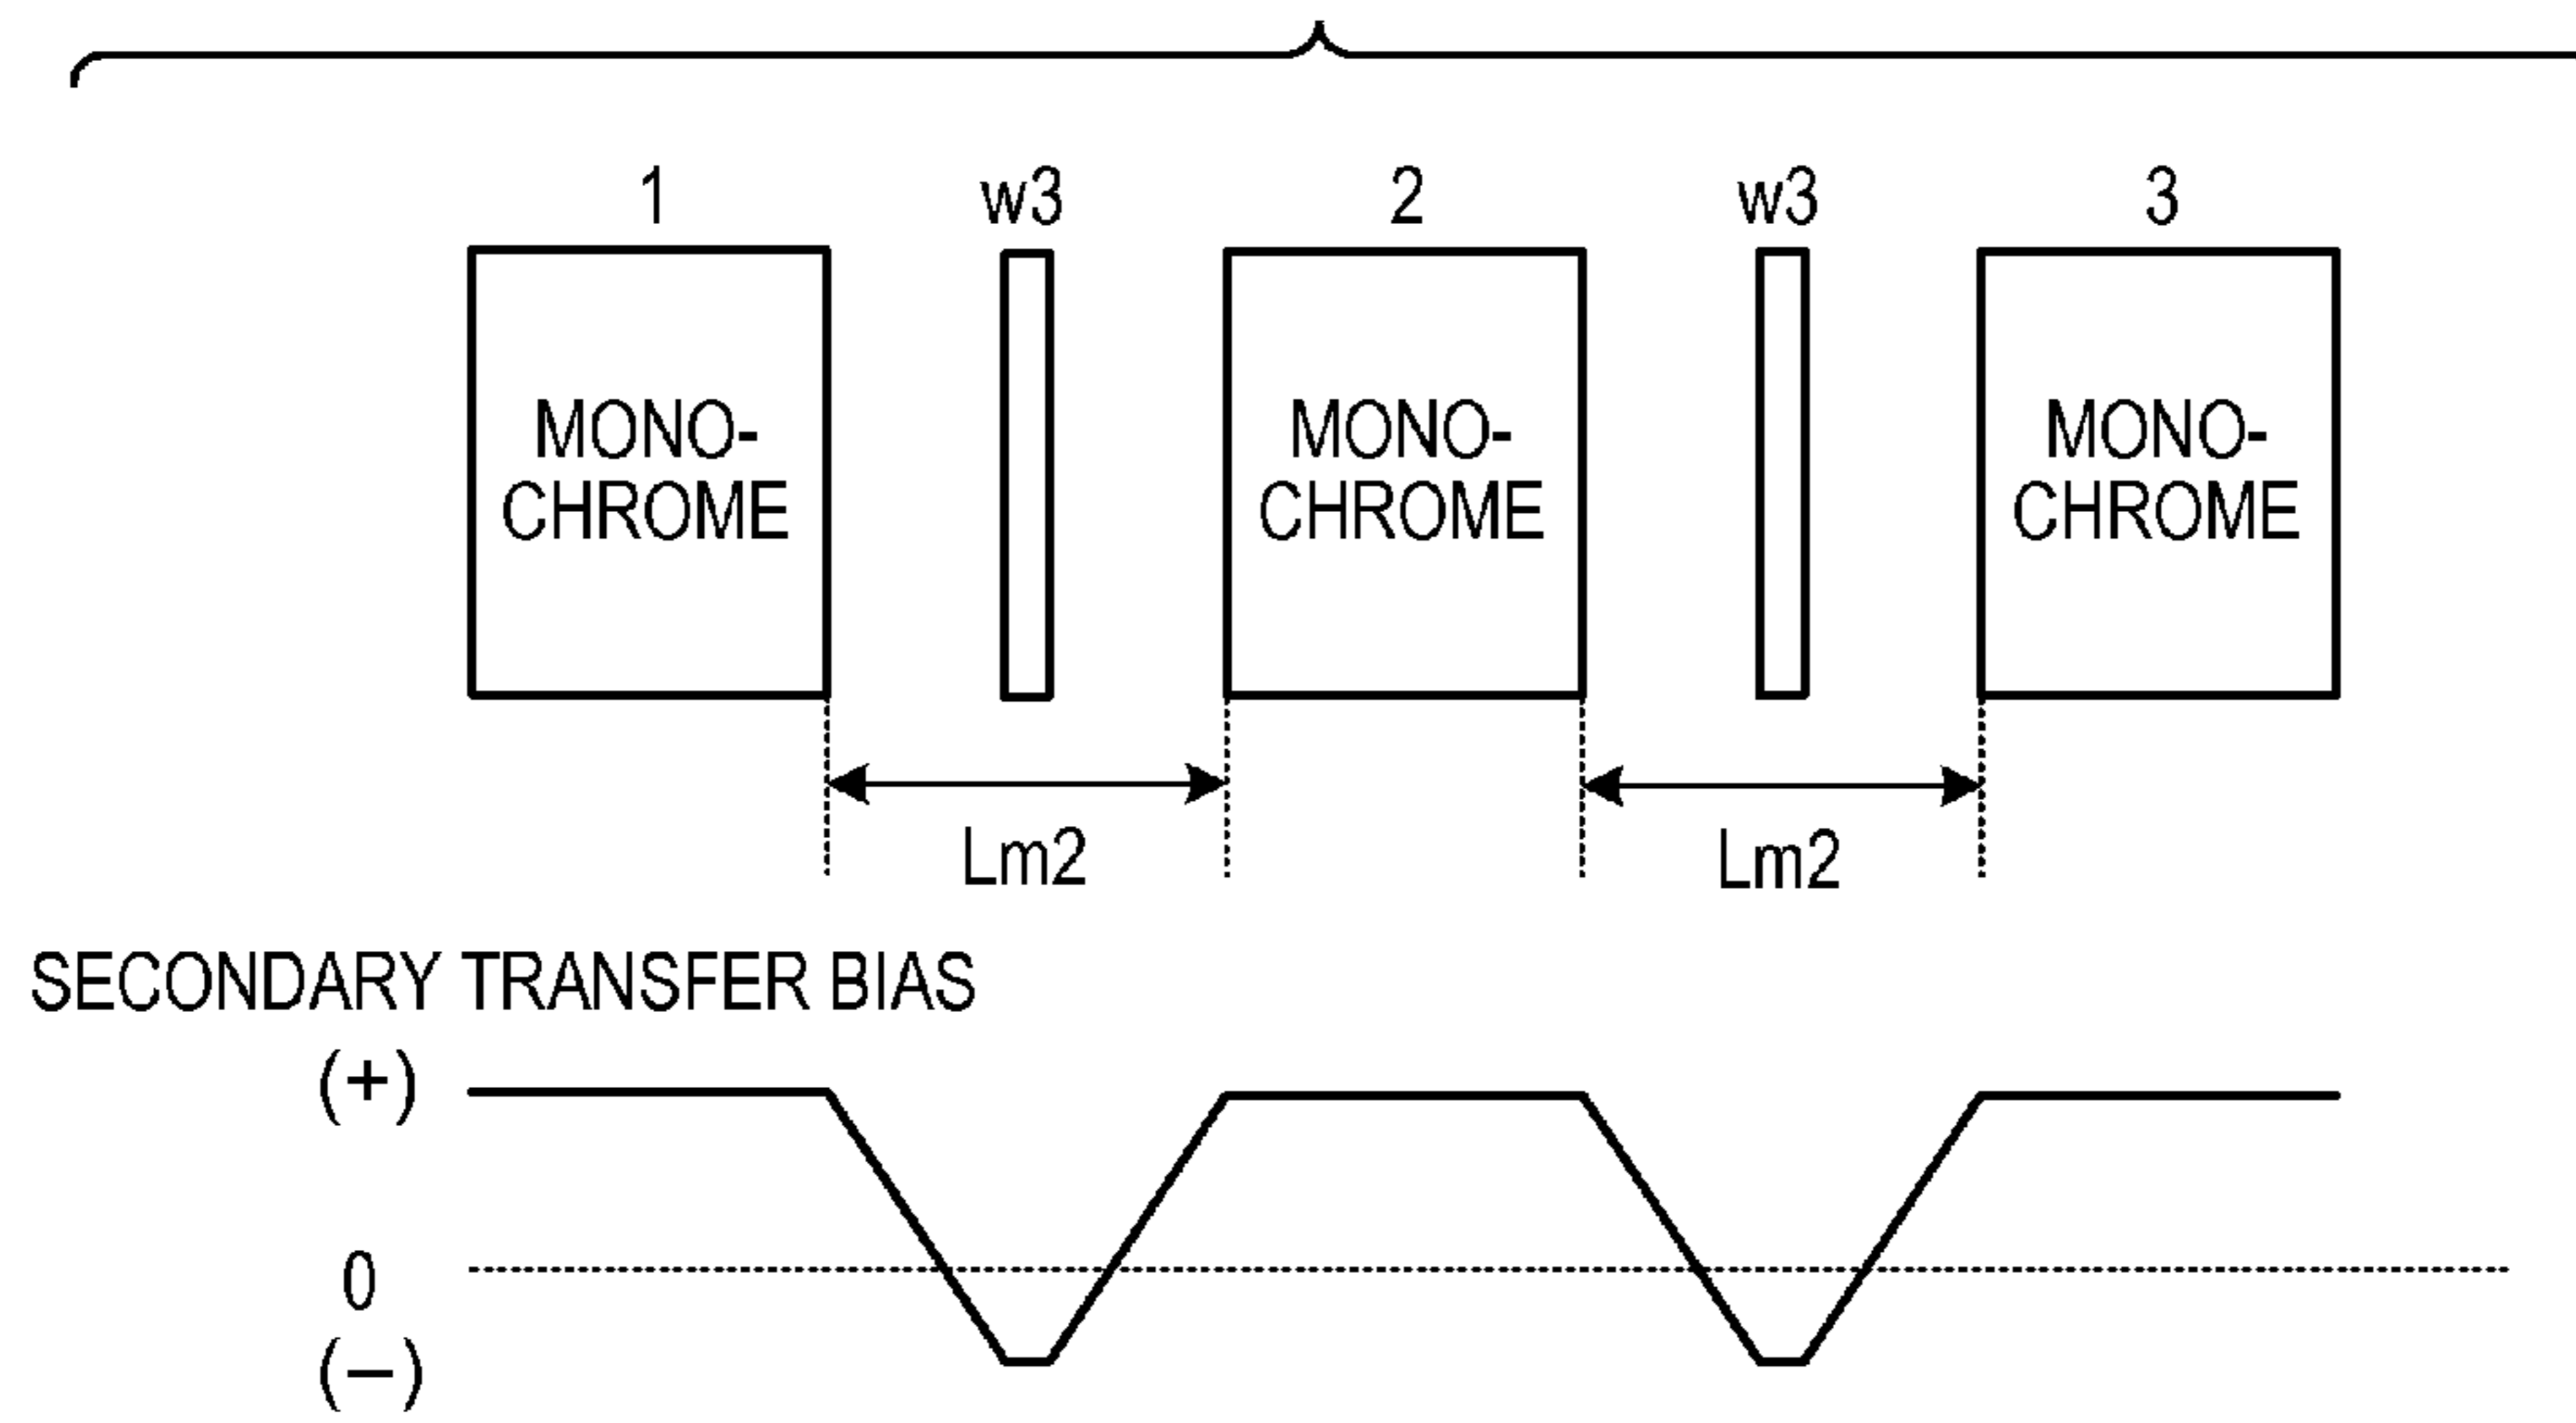 1 w3 2 w3 3
MONO- MONO- MONO-
CHROME CHROME CHROME
Lm2 Lm2
SECONDARY TRANSFER BIAS
(+)
0
(−)